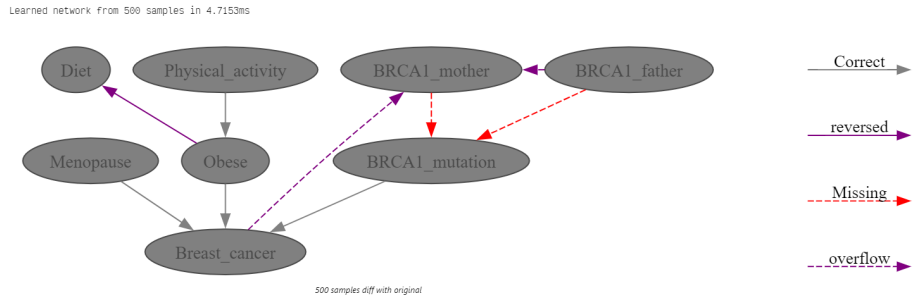 Learned network from 500 samples in 4.7153ms
Diet
Physical_activity
BRCA1_mother
BRCA1_father
Correct
reversed
Menopause
Obese
BRCA1_mutation
Missing
Breast_cancer
overflow
500 samples diff with original